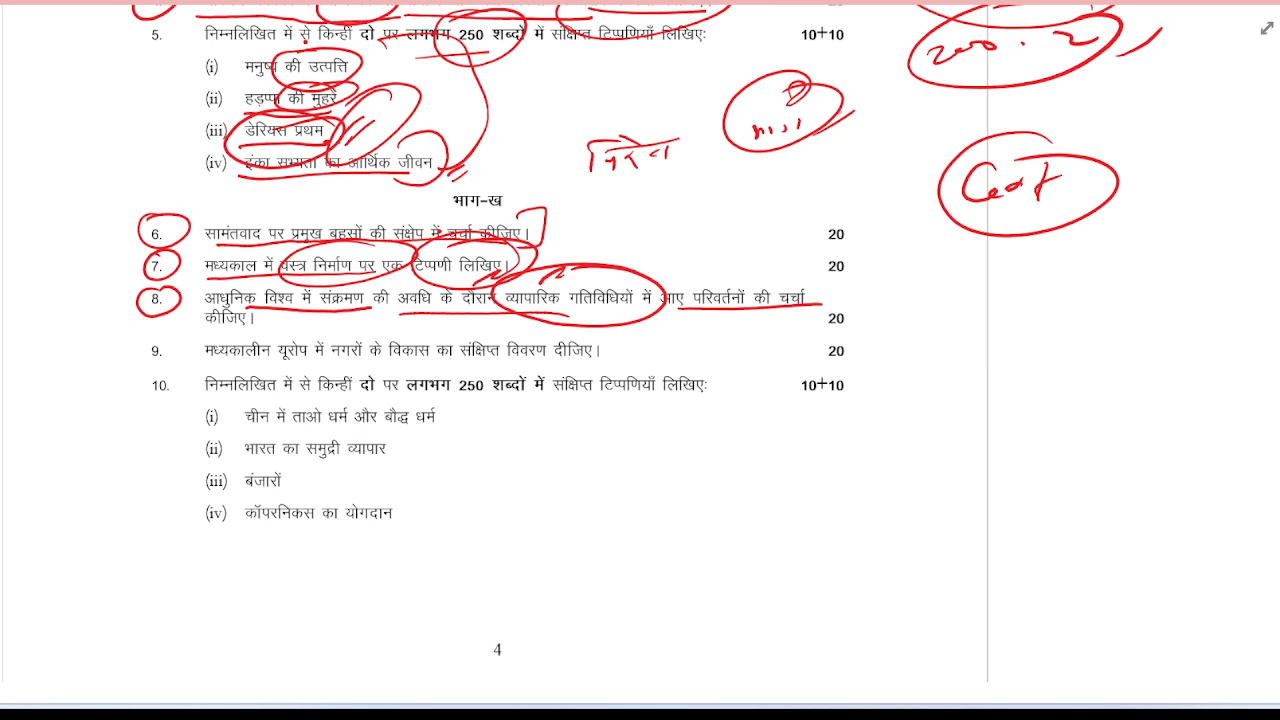 5. निम्नलिखित में से किन्हीं दो पर लगभग 250 शब्दों में संक्षिप्त टिप्पणियाँ लिखिएः 10+10
(i) मनुष्य की उत्पत्ति
(ii) हड़प्पा की मुहरें
(iii) डेरियस प्रथम
(iv) इंका सभ्यता का आर्थिक जीवन
भाग-ख
6. सामंतवाद पर प्रमुख बहसों की संक्षेप में चर्चा कीजिए। 20
7. मध्यकाल में वस्त्र निर्माण पर एक टिप्पणी लिखिए। 20
8. आधुनिक विश्व में संक्रमण की अवधि के दौरान व्यापारिक गतिविधियों में आए परिवर्तनों की चर्चा
कीजिए। 20
9. मध्यकालीन यूरोप में नगरों के विकास का संक्षिप्त विवरण दीजिए। 20
10. निम्नलिखित में से किन्हीं दो पर लगभग 250 शब्दों में संक्षिप्त टिप्पणियाँ लिखिएः 10+10
(i) चीन में ताओ धर्म और बौद्ध धर्म
(ii) भारत का समुद्री व्यापार
(iii) बंजारों
(iv) कॉपरनिकस का योगदान
4